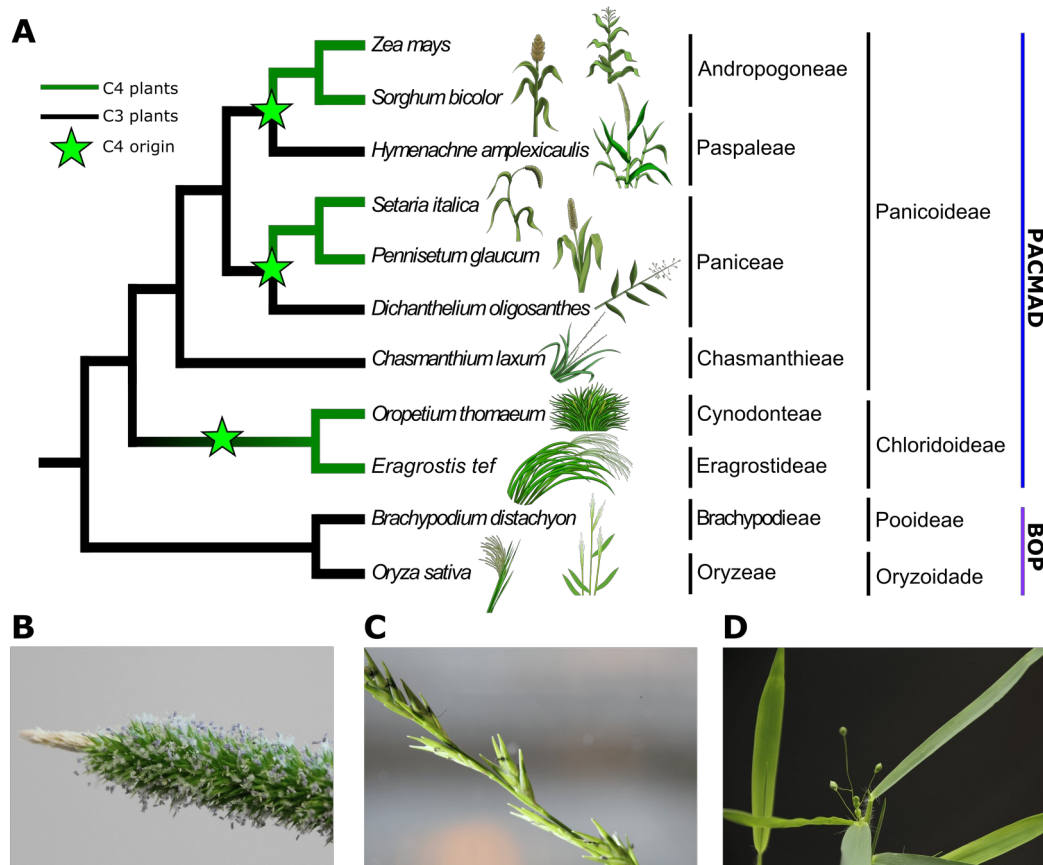 A
C4 plants
C3 plants
C4 origin
Zea mays
Sorghum bicolor
Hymenachne amplexicaulis
Setaria italica
Pennisetum glaucum
Dichanthelium oligosanthes
Chasmanthium laxum
Oropetium thomaeum
Eragrostis tef
Brachypodium distachyon
Oryza sativa
Andropogoneae
Paspaleae
Paniceae
Chasmanthieae
Cynodonteae
Eragrostideae
Brachypodieae
Oryzeae
Panicoideae
Chloridoideae
Pooideae
Oryzoidade
PACMAD
BOP
B
C
D